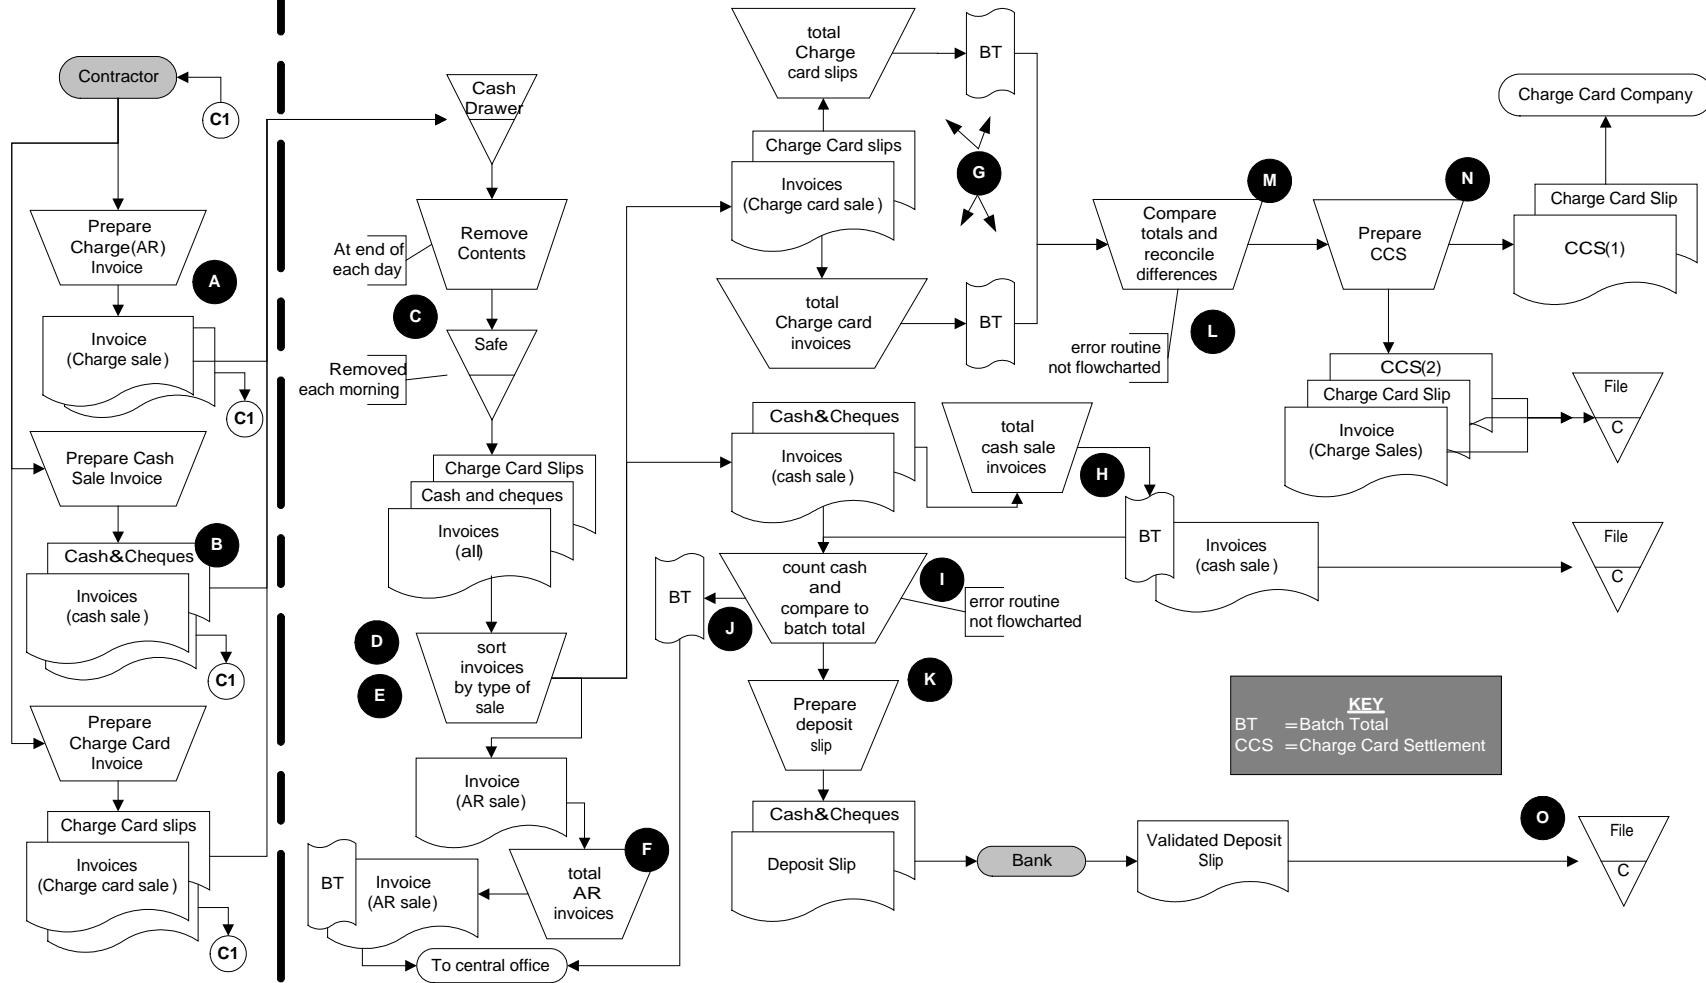 Contractor
C1
Prepare
Charge(AR)
Invoice
A
Invoice
(Charge sale)
C1
Prepare Cash
Sale Invoice
B
Cash&Cheques
Invoices
(cash sale)
C1
Prepare
Charge Card
Invoice
Charge Card slips
Invoices
(Charge card sale)
C1
Cash
Drawer
Remove
Contents
At end of
each day
C
Safe
Removed
each morning
Charge Card Slips
Cash and cheques
Invoices
(all)
D
E
sort
invoices
by type of
sale
Invoice
(AR sale)
F
total
AR
invoices
BT
Invoice
(AR sale)
To central office
total
Charge
card slips
BT
Charge Card slips
Invoices
(Charge card sale)
G
total
Charge card
invoices
BT
M
Compare
totals and
reconcile
differences
L
error routine
not flowcharted
N
Prepare
CCS
Charge Card Company
Charge Card Slip
CCS(1)
CCS(2)
Charge Card Slip
Invoice
(Charge Sales)
File
C
Cash&Cheques
Invoices
(cash sale)
total
cash sale
invoices
H
BT
Invoices
(cash sale)
File
C
count cash
and
compare to
batch total
I
error routine
not flowcharted
BT
J
K
Prepare
deposit
slip
Cash&Cheques
Deposit Slip
Bank
Validated Deposit
Slip
O
File
C
KEY
BT =Batch Total
CCS =Charge Card Settlement